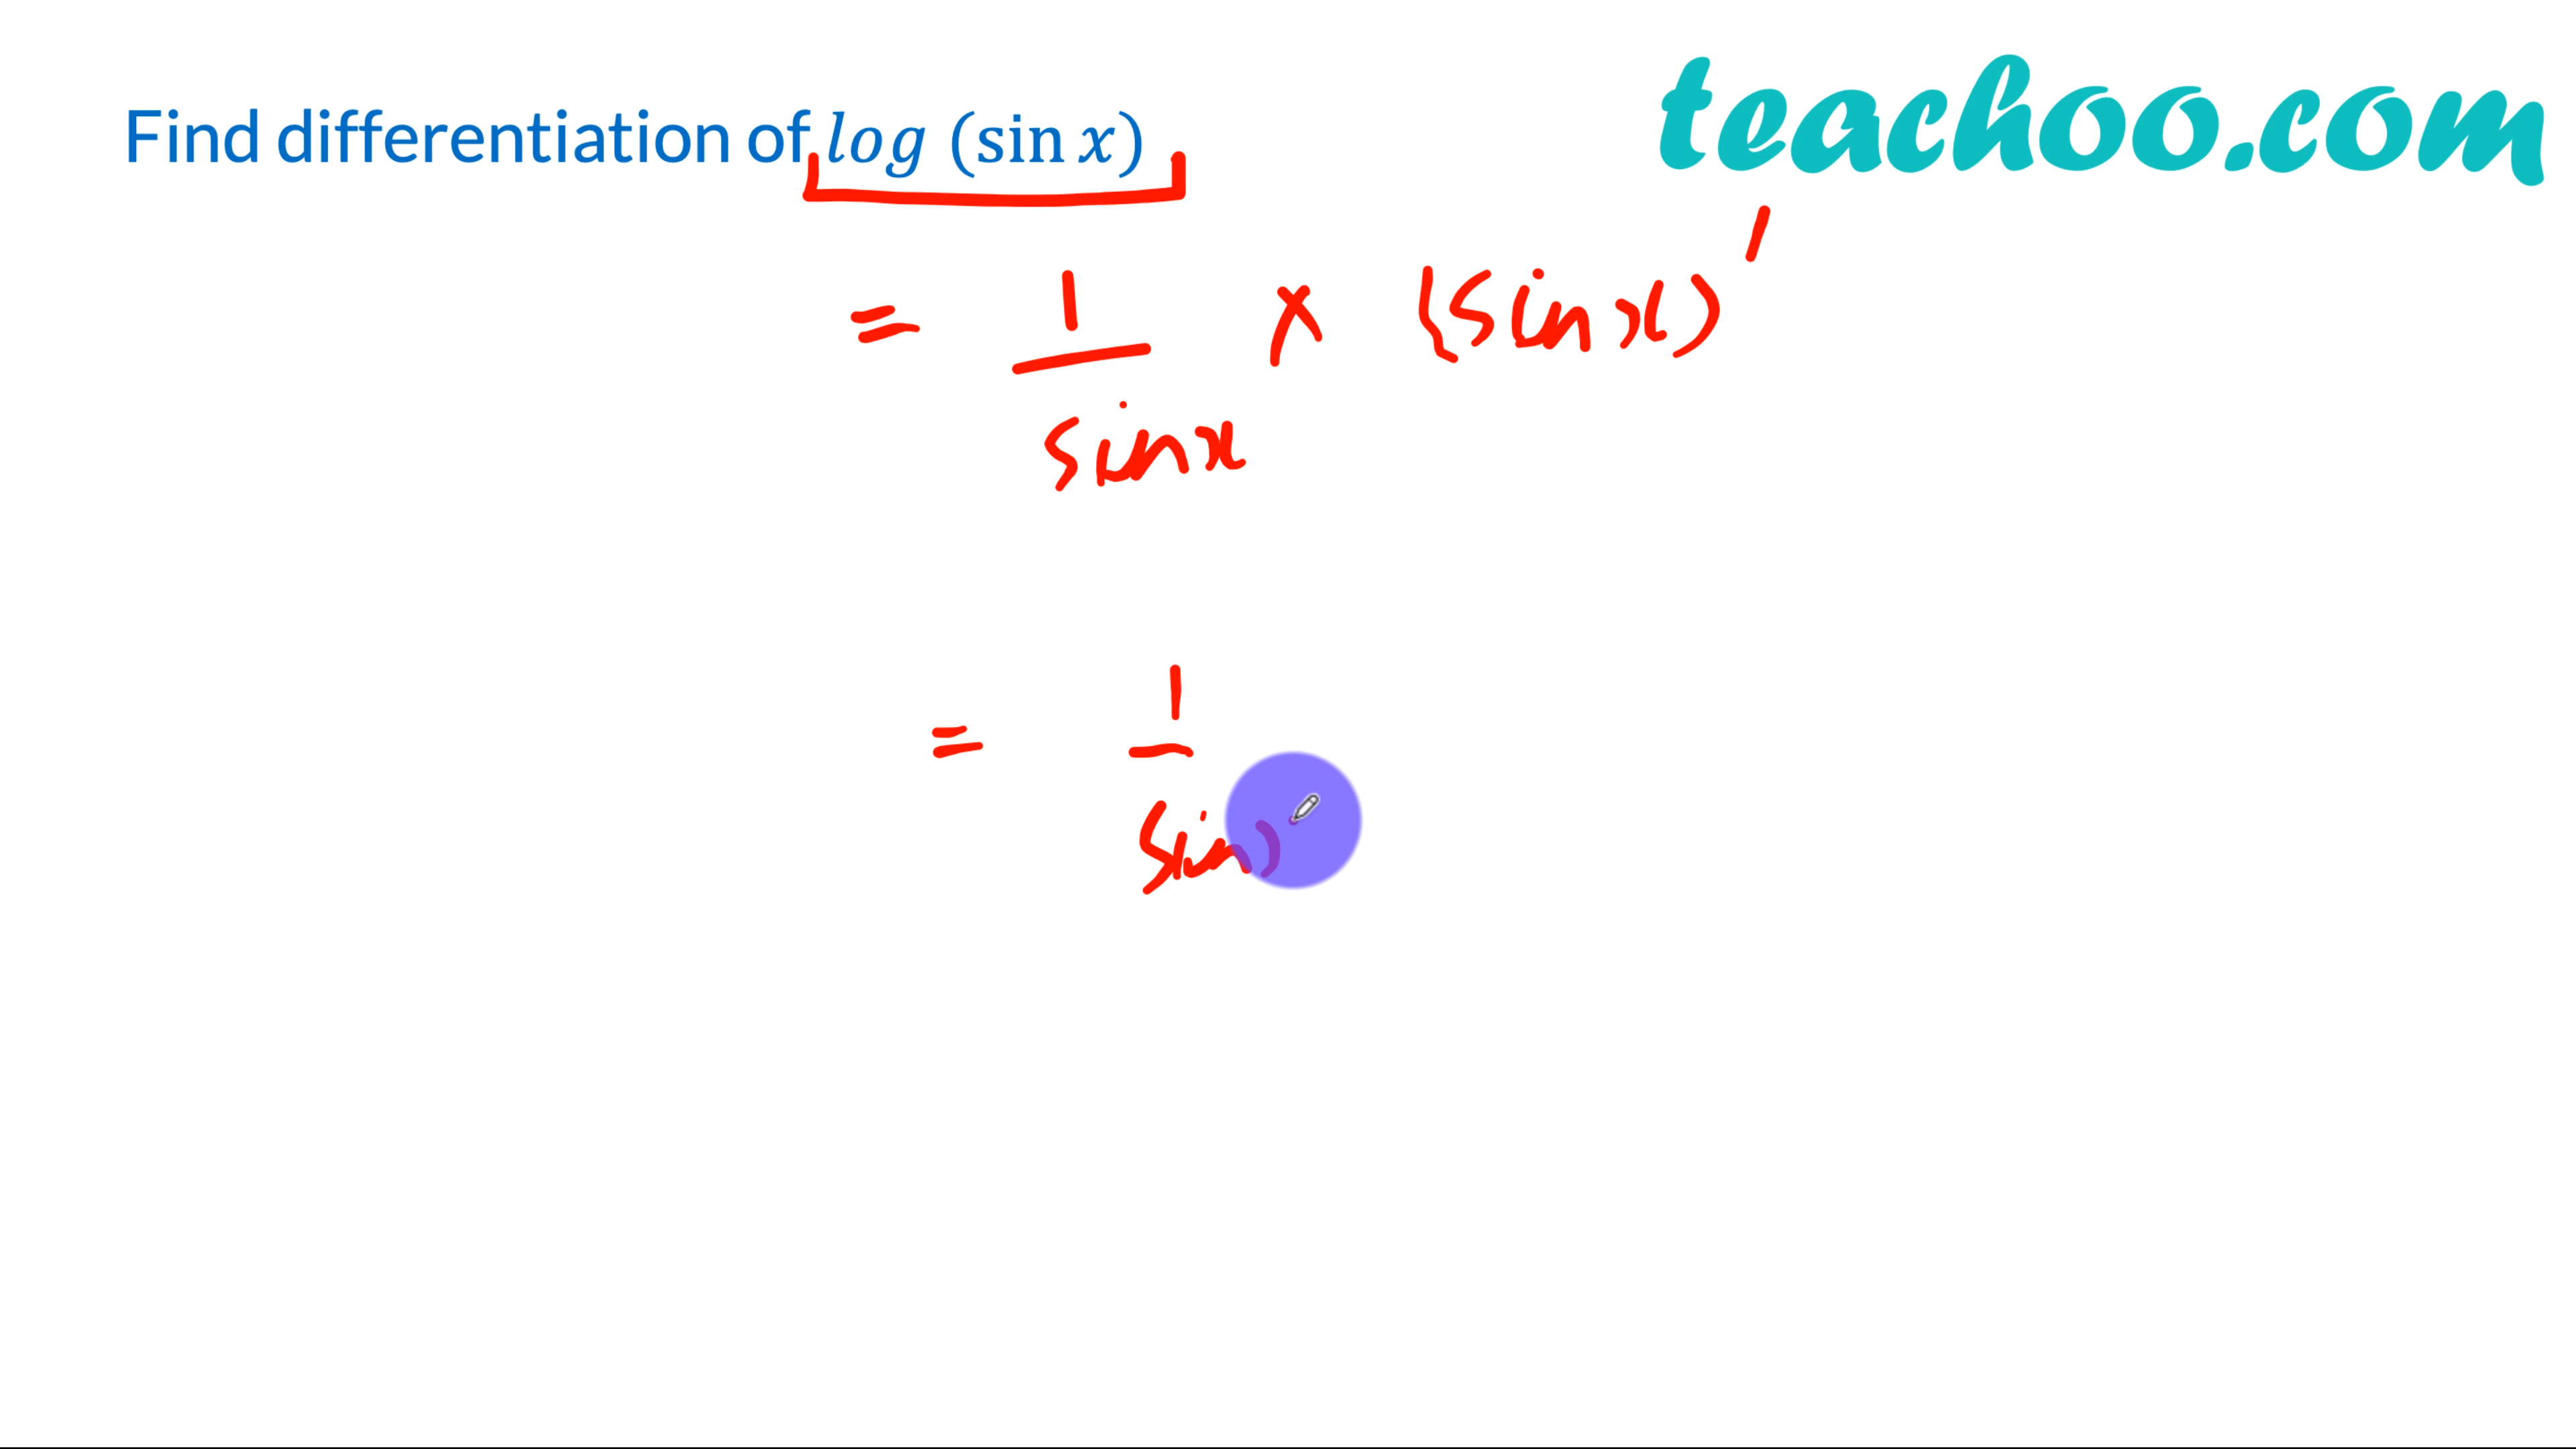 teachoo.com
Find differentiation of log (sin x)
= 1/sinx × (sinx)'
= 1/sin